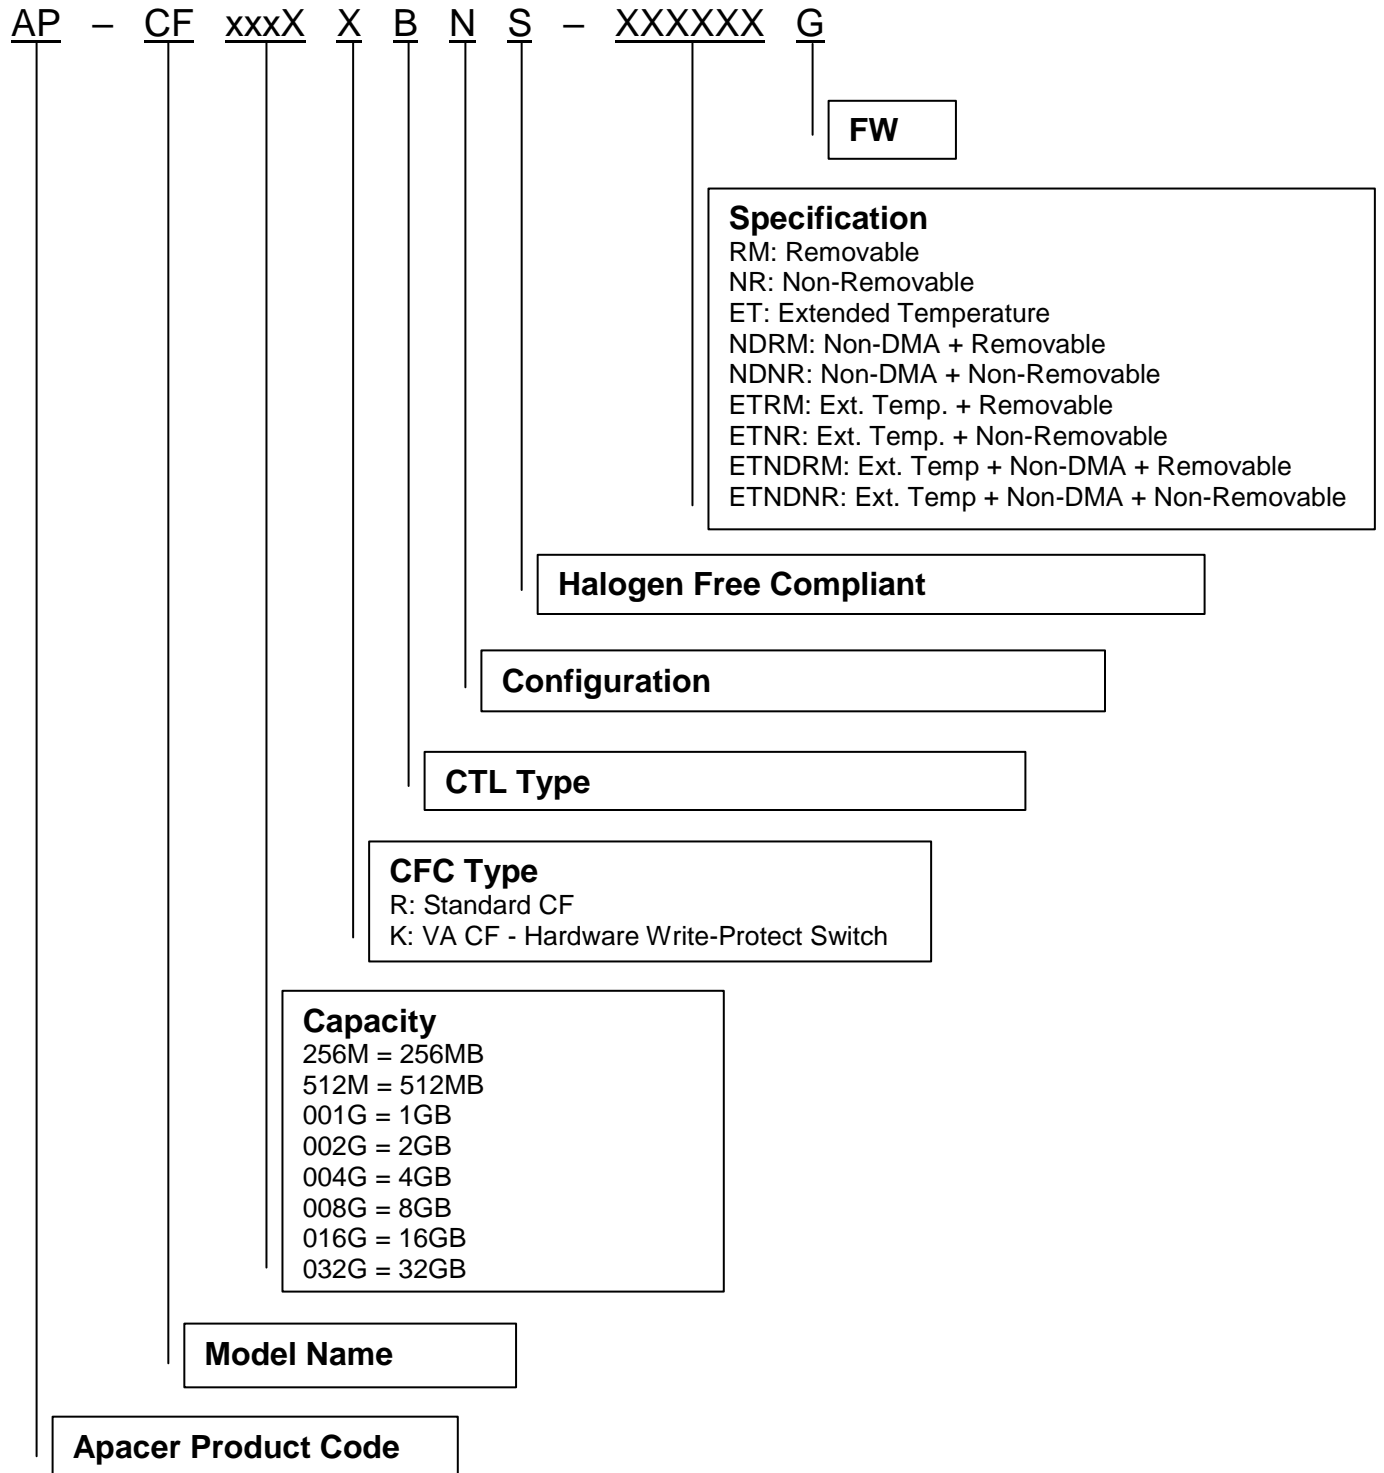 AP – CF xxxX X B N S – XXXXXX G
FW
Specification
RM: Removable
NR: Non-Removable
ET: Extended Temperature
NDRM: Non-DMA + Removable
NDNR: Non-DMA + Non-Removable
ETRM: Ext. Temp. + Removable
ETNR: Ext. Temp. + Non-Removable
ETNDRM: Ext. Temp + Non-DMA + Removable
ETNDNR: Ext. Temp + Non-DMA + Non-Removable
Halogen Free Compliant
Configuration
CTL Type
CFC Type
R: Standard CF
K: VA CF - Hardware Write-Protect Switch
Capacity
256M = 256MB
512M = 512MB
001G = 1GB
002G = 2GB
004G = 4GB
008G = 8GB
016G = 16GB
032G = 32GB
Model Name
Apacer Product Code